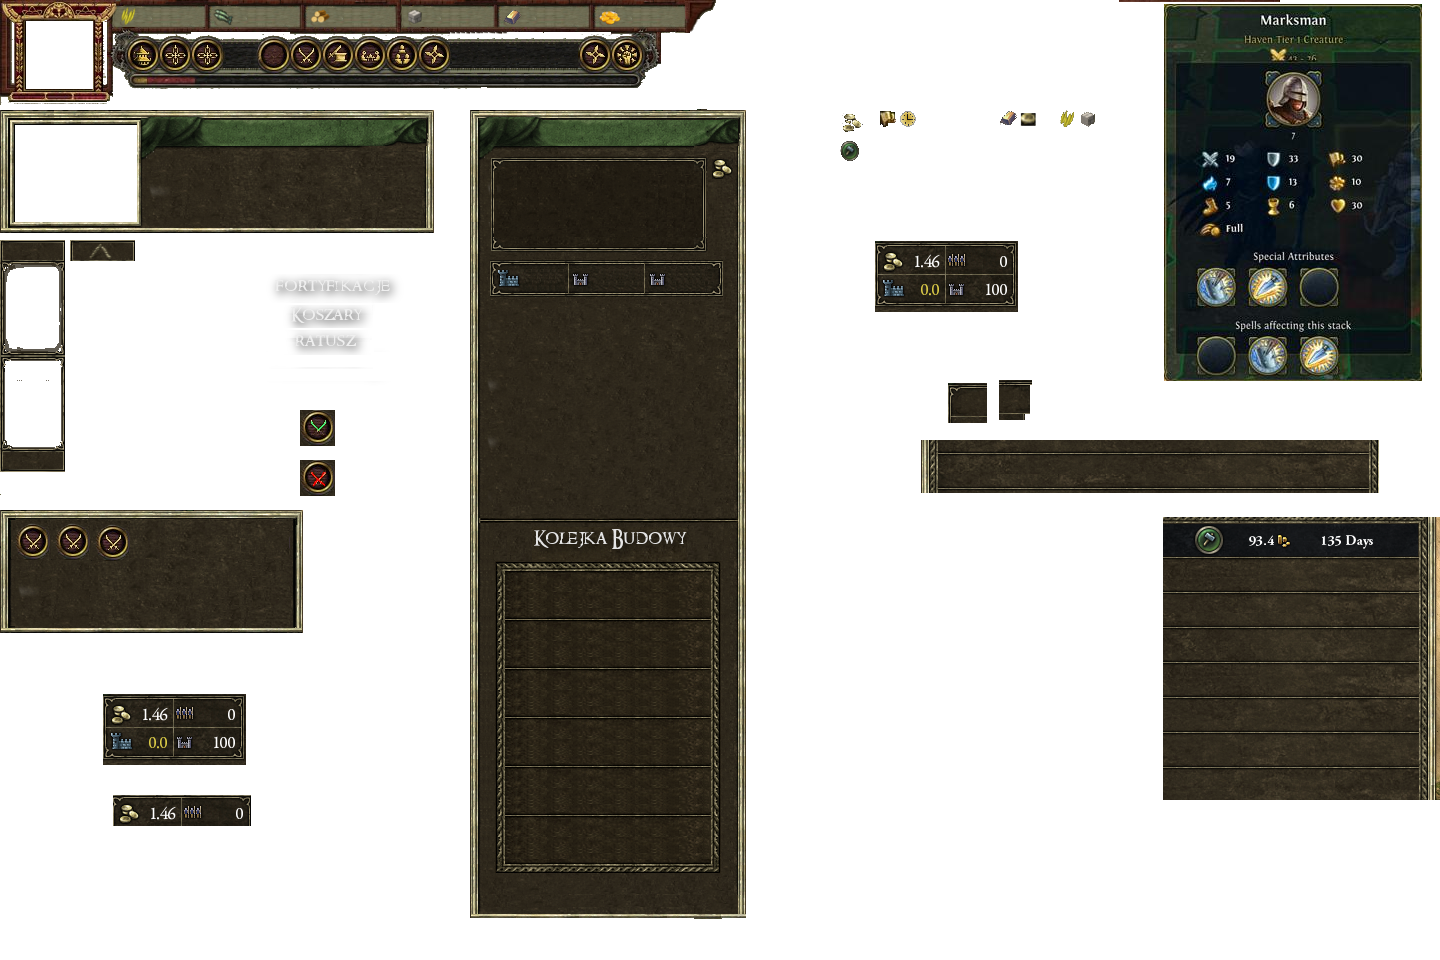 Marksman
Haven Tier 1 Creature
43 - 76
7
19
33
30
7
13
10
5
6
30
Full
Special Attributes
Spells affecting this stack
1.46
0
0.0
100
FORTYFIKACJE
KOSZARY
RATUSZ
KOLEJKA BUDOWY
93.4
135 Days
1.46
0
0.0
100
1.46
0